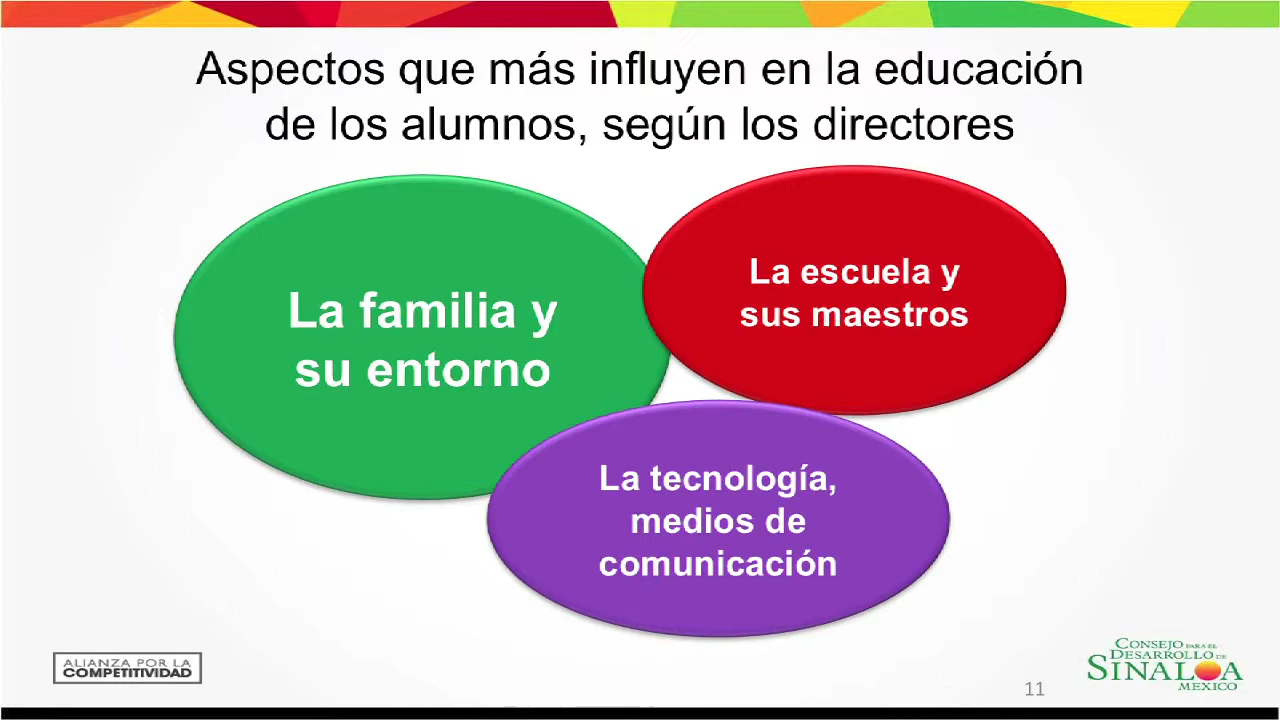 Aspectos que más influyen en la educación
de los alumnos, según los directores
La familia y
su entorno
La escuela y
sus maestros
La tecnología,
medios de
comunicación
ALIANZA POR LA
COMPETITIVIDAD
11
CONSEJO PARA EL
DESARROLLO DE
SINALOA
MÉXICO